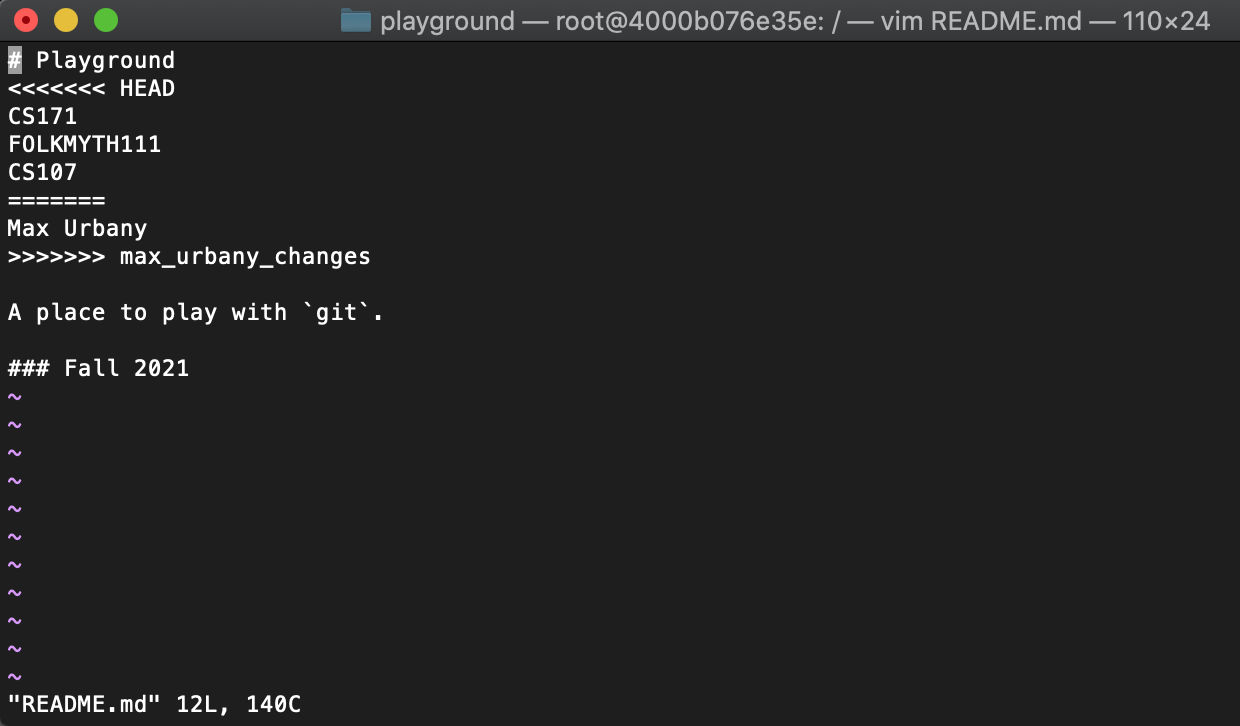 playground — root@4000b076e35e: / — vim README.md — 110×24
# Playground
<<<<<<< HEAD
CS171
FOLKMYTH111
CS107
=======
Max Urbany
>>>>>>> max_urbany_changes
A place to play with `git`.
### Fall 2021
~
~
~
~
~
~
~
~
~
~
~
"README.md" 12L, 140C